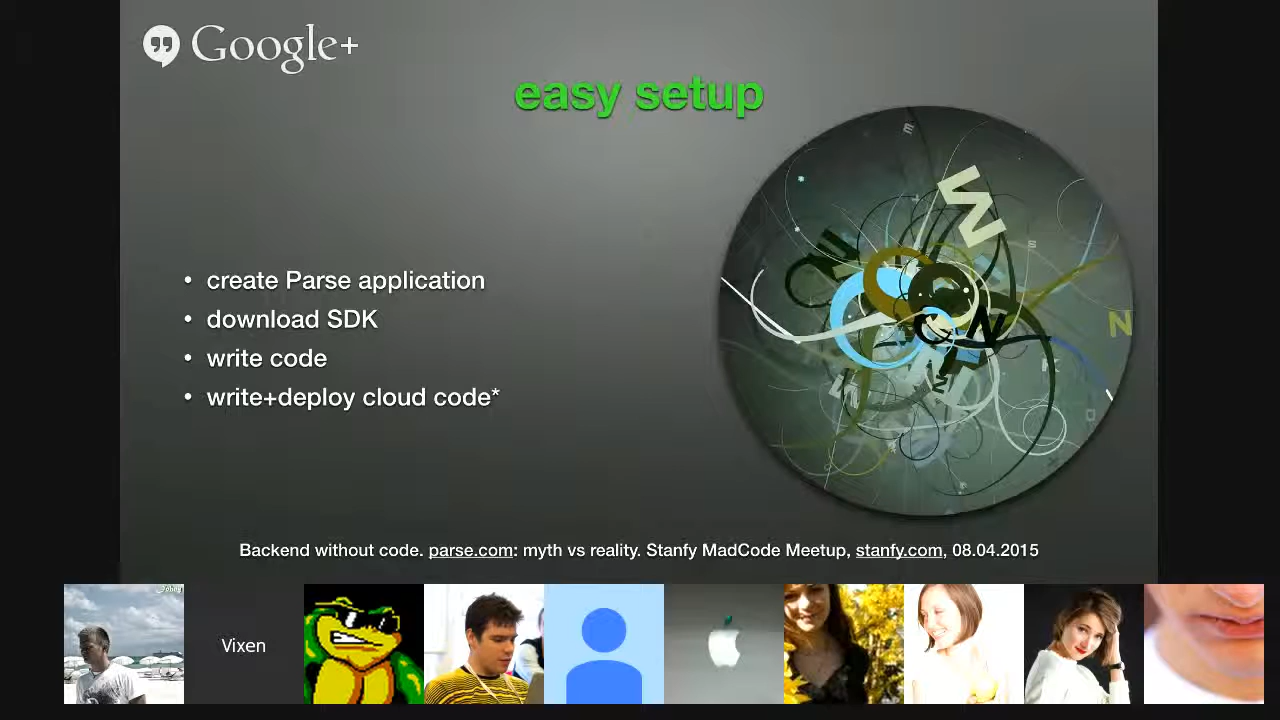 Google+
easy setup
• create Parse application
• download SDK
• write code
• write+deploy cloud code*
Backend without code. parse.com: myth vs reality. Stanfy MadCode Meetup, stanfy.com, 08.04.2015
Vixen